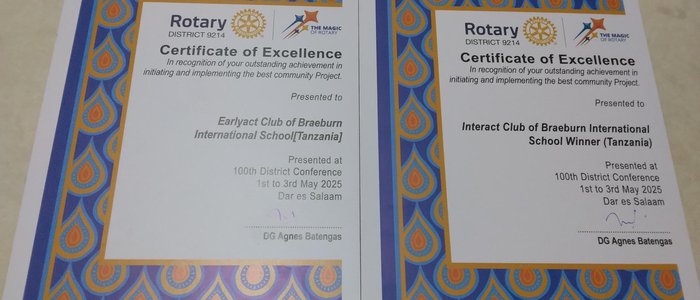 Rotary
DISTRICT 9214
THE MAGIC
OF ROTARY
Certificate of Excellence
In recognition of your outstanding achievement in
initiating and implementing the best community Project.
Presented to
Earlyact Club of Braeburn
International School[Tanzania]
Presented at
100th District Conference
1st to 3rd May 2025
Dar es Salaam
DG Agnes Batengas
Rotary
DISTRICT 9214
THE MAGIC
OF ROTARY
Certificate of Excellence
In recognition of your outstanding achievement in
initiating and implementing the best community Project.
Presented to
Interact Club of Braeburn International
School Winner (Tanzania)
Presented at
100th District Conference
1st to 3rd May 2025
Dar es Salaam
DG Agnes Batengas